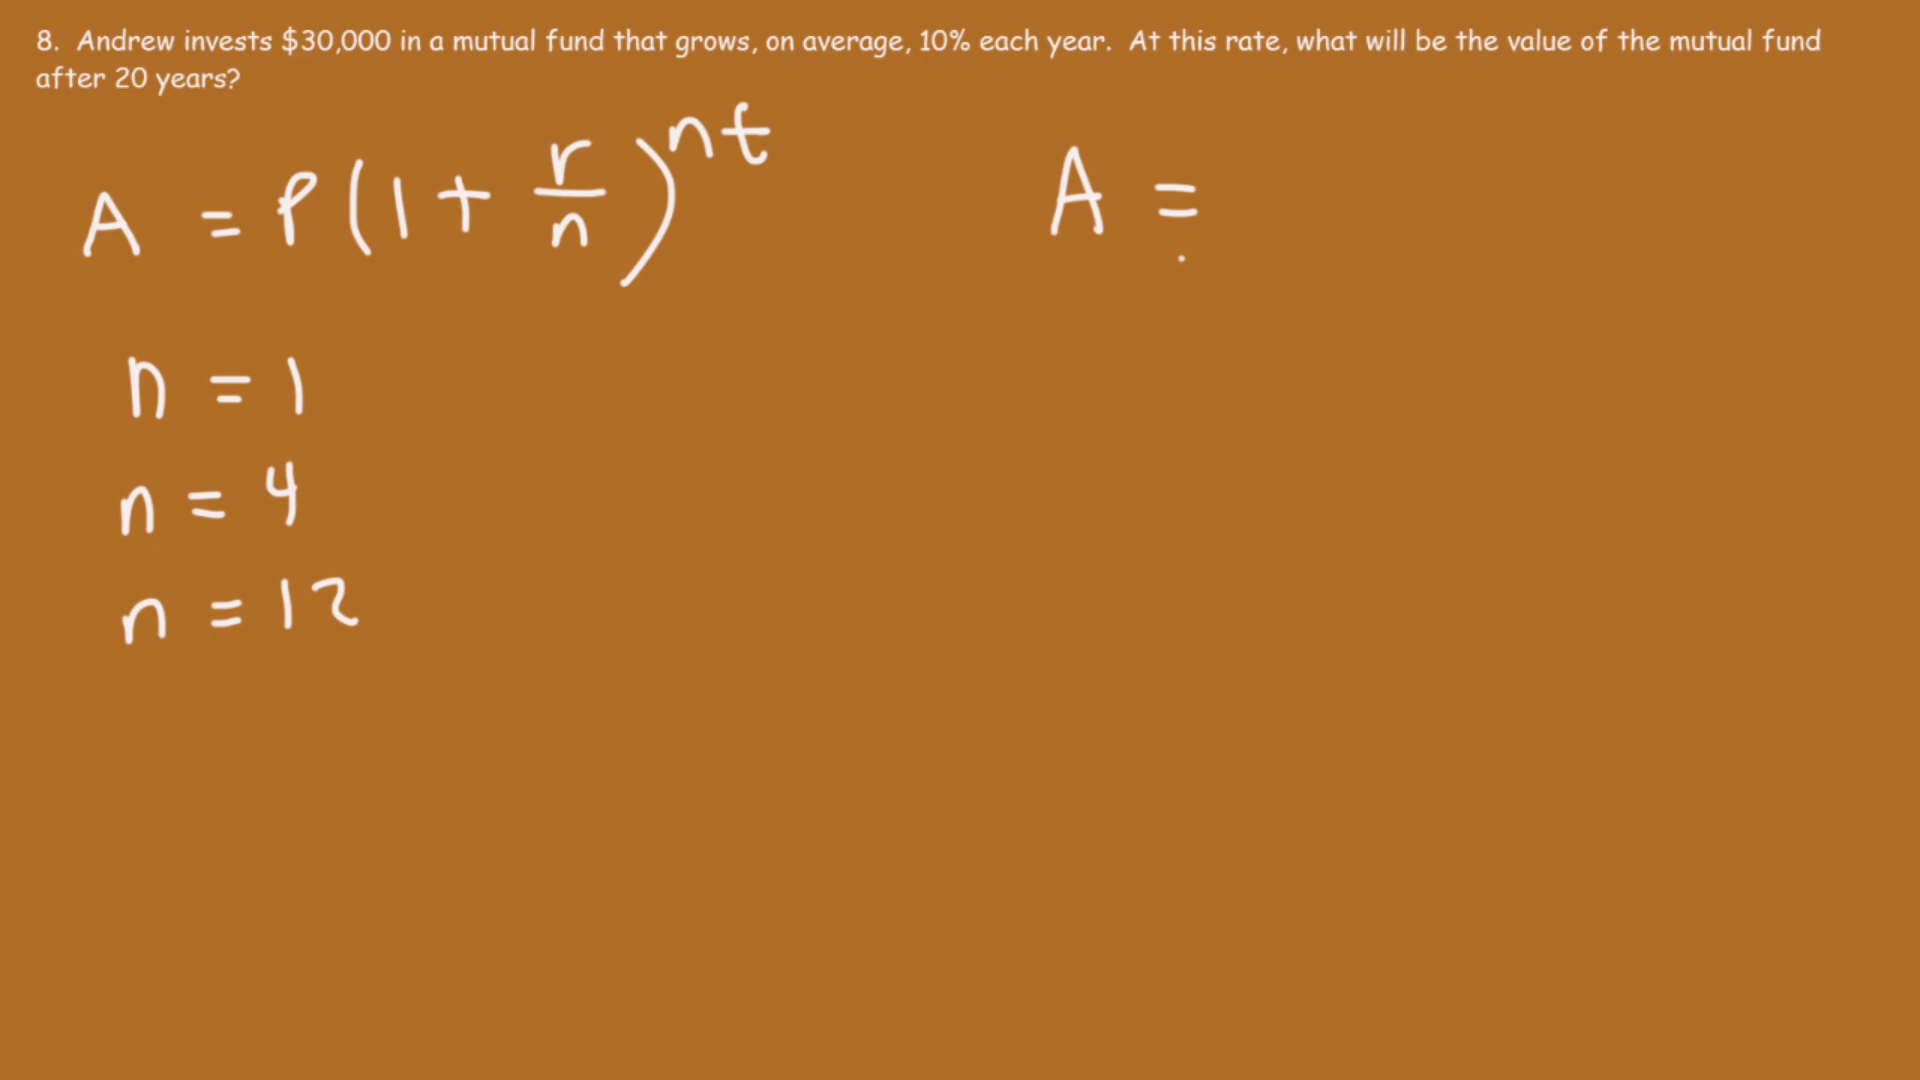 8. Andrew invests $30,000 in a mutual fund that grows, on average, 10% each year. At this rate, what will be the value of the mutual fund
after 20 years?
A = P(1 + r/n)^nt
A =
n = 1
n = 4
n = 12